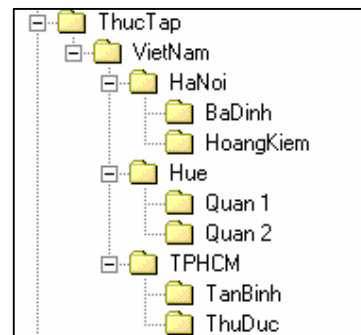 ThucTap
VietNam
HaNoi
BaDinh
HoangKiem
Hue
Quan 1
Quan 2
TPHCM
TanBinh
ThuDuc